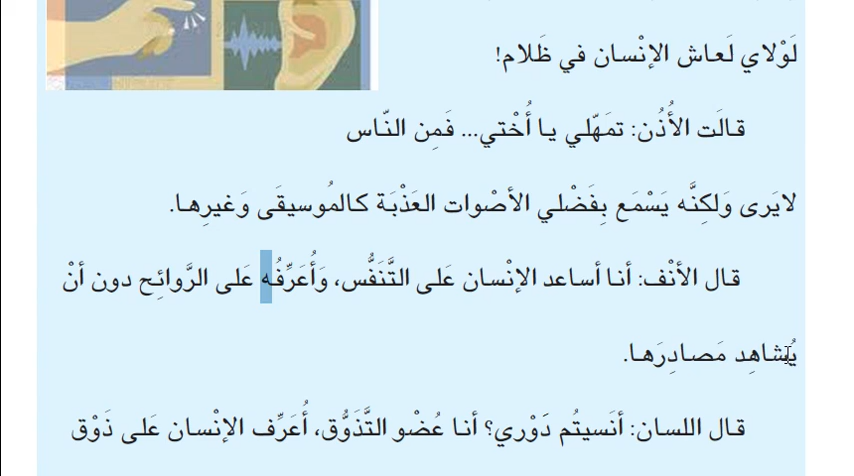 لَوْلاي لَعاش الإنْسان في ظَلام!
قالَت الأُذُن: تمَهّلي يا أُخْتي... فَمِن النّاس
لايَرى وَلكِنَّه يَسْمَع بِفَضْلي الأصْوات العَذْبَة كالمُوسيقَى وَغَيرِها.
قال الأنْف: أنا أساعد الإنْسان عَلى التَّنَفُّس، وَأُعَرِّفُه عَلى الرَّوائِح دون أنْ
يُشاهِد مَصادِرَها.
قال اللسان: أنَسيتُم دَوْري؟ أنا عُضْو التَّذَوُّق، أُعَرِّف الإنْسان عَلى ذَوْق